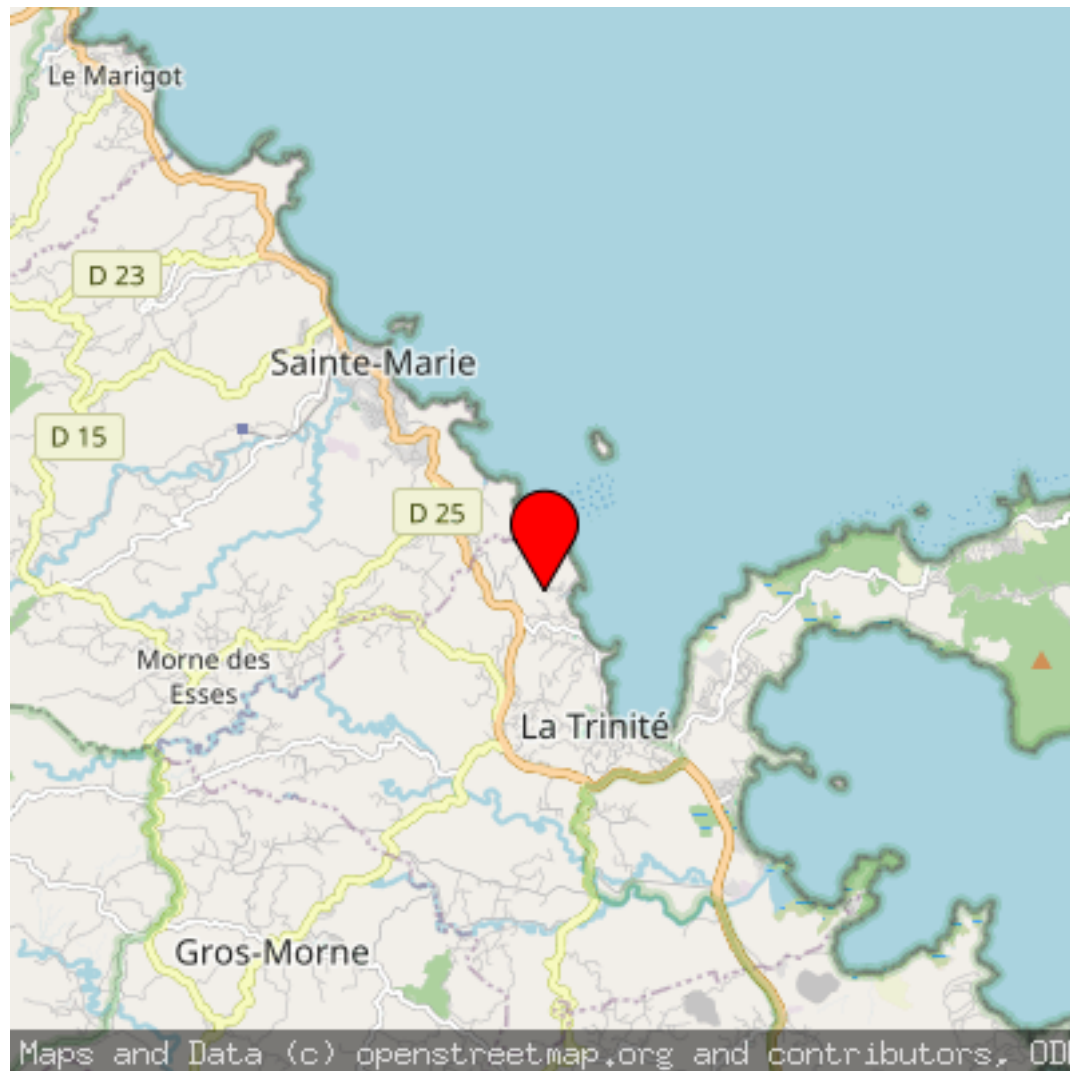 Le Marigot
D 23
Sainte-Marie
D 15
D 25
Morne des
Esses
La Trinité
Gros-Morne
Maps and Data (c) openstreetmap.org and contributors,